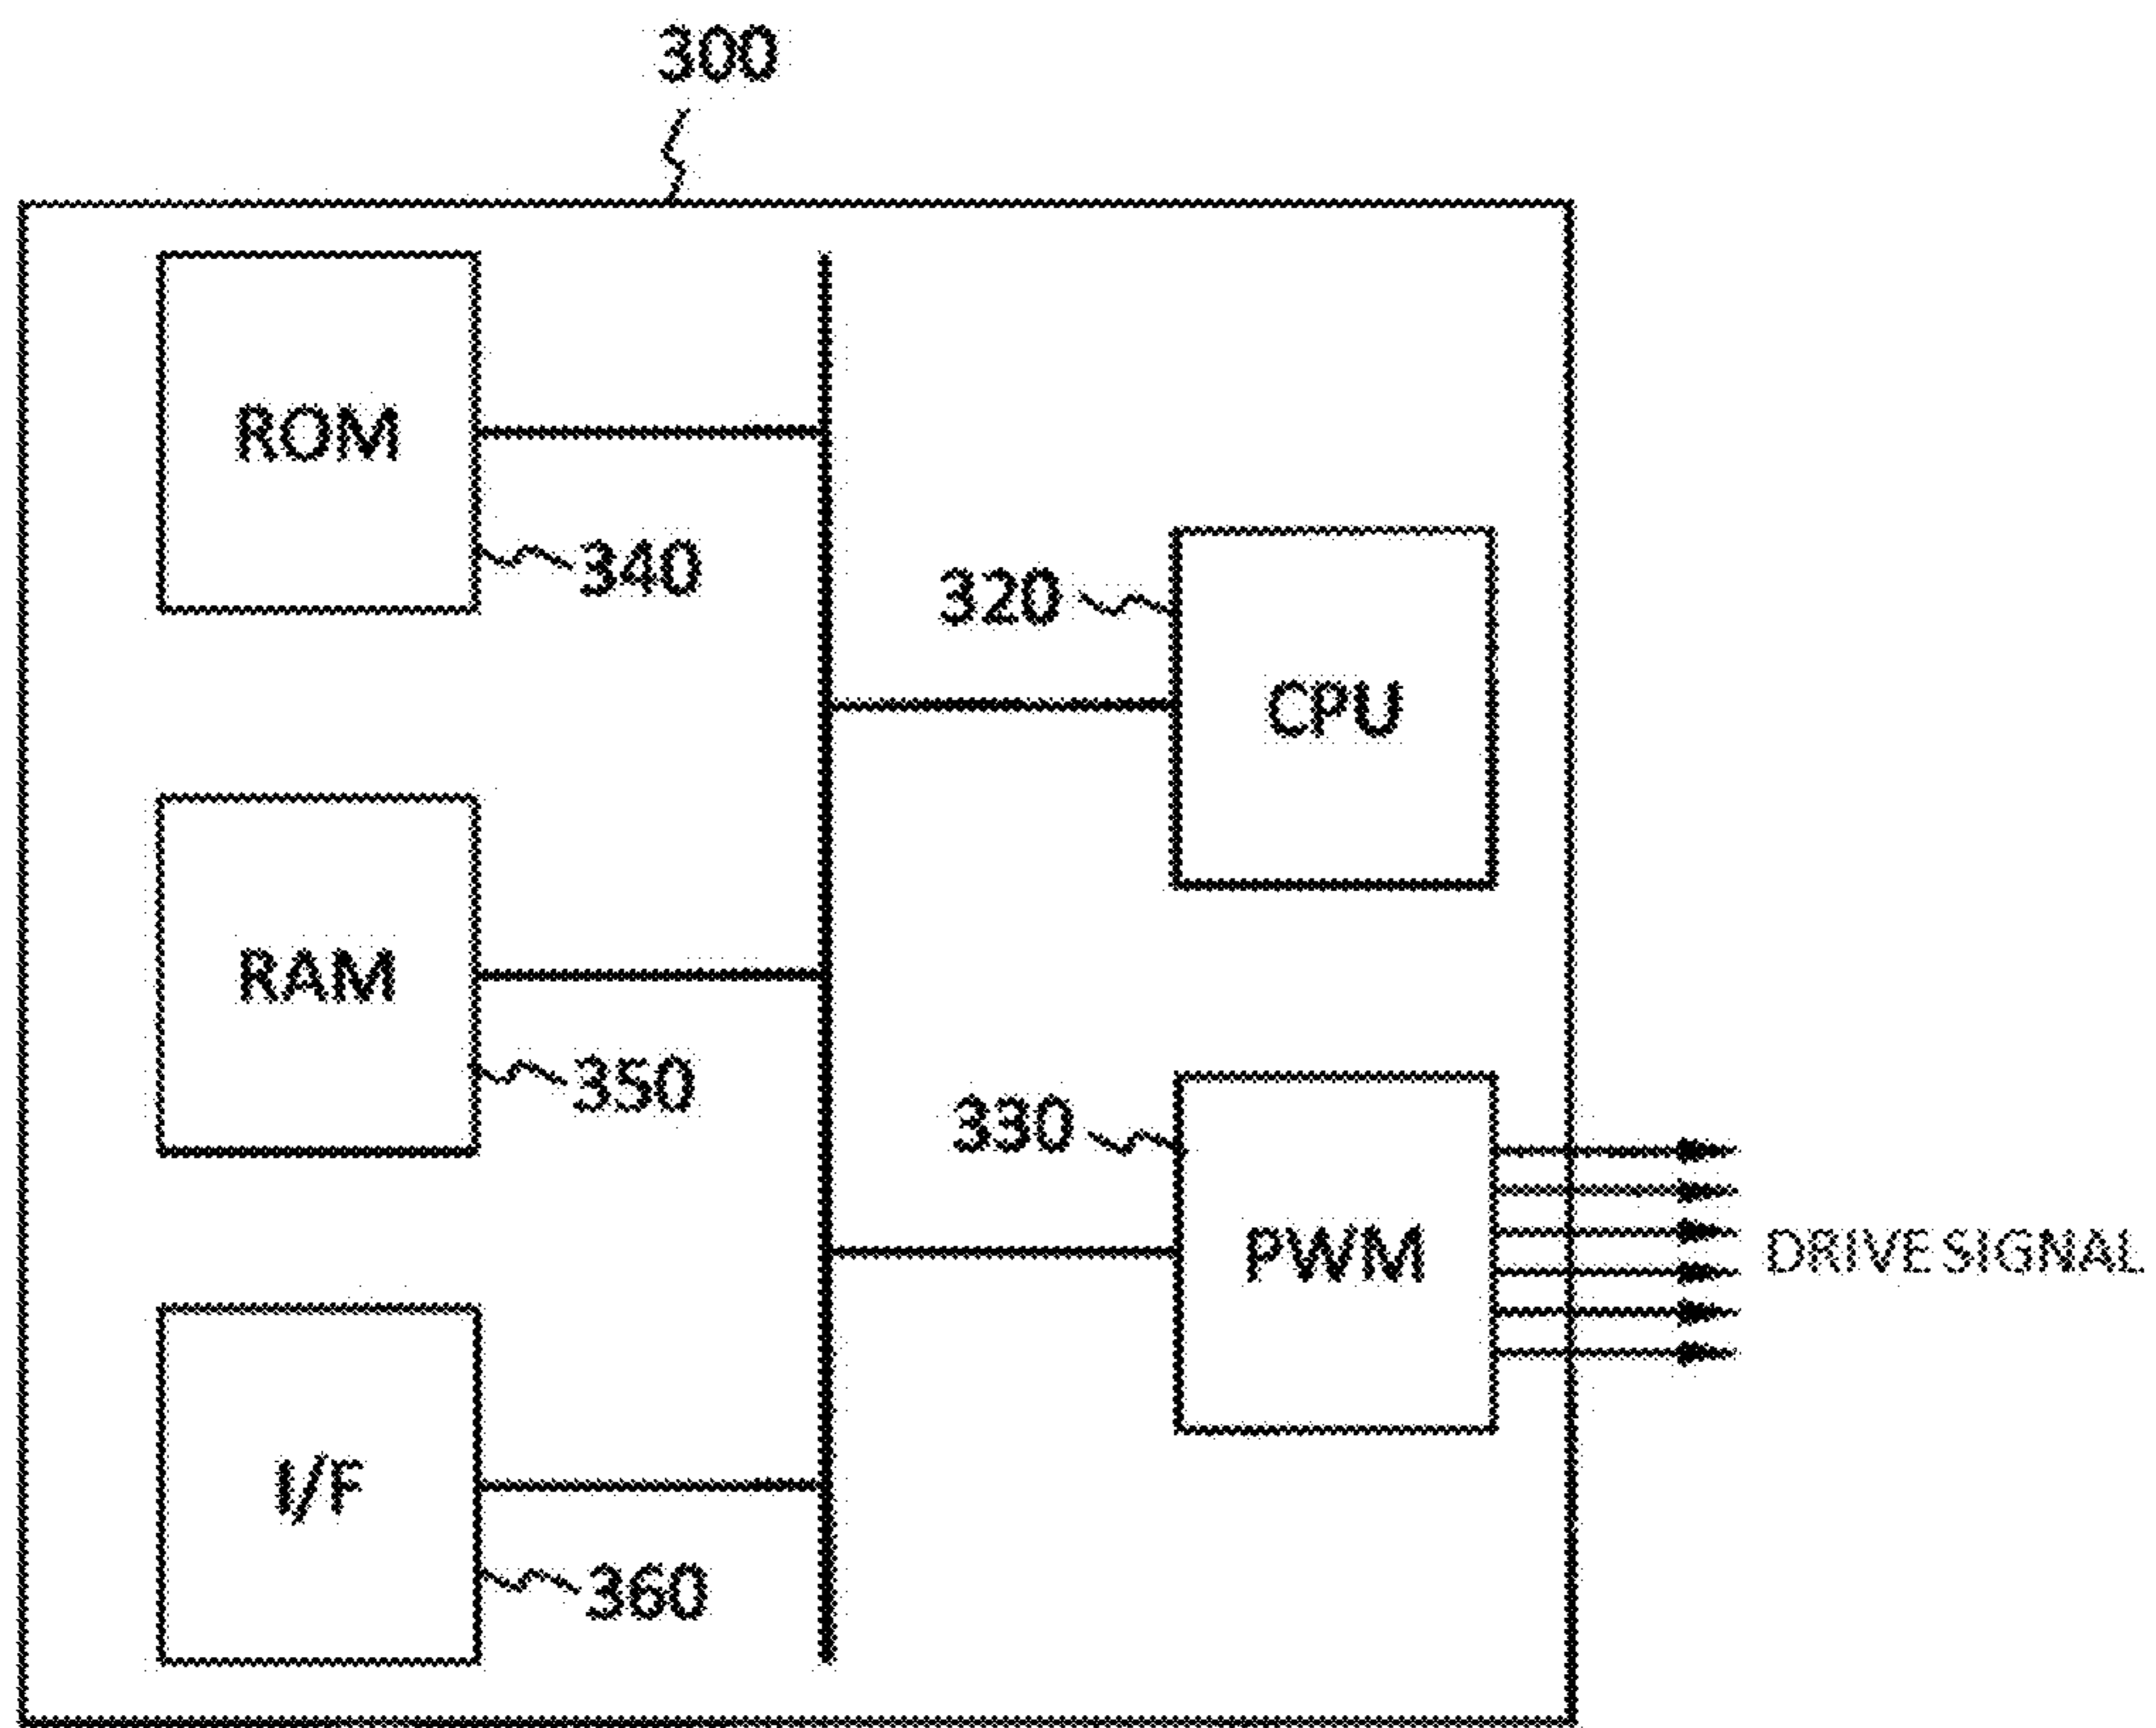 300
ROM
340
320
CPU
RAM
350
330
PWM
DRIVE SIGNAL
I/F
360